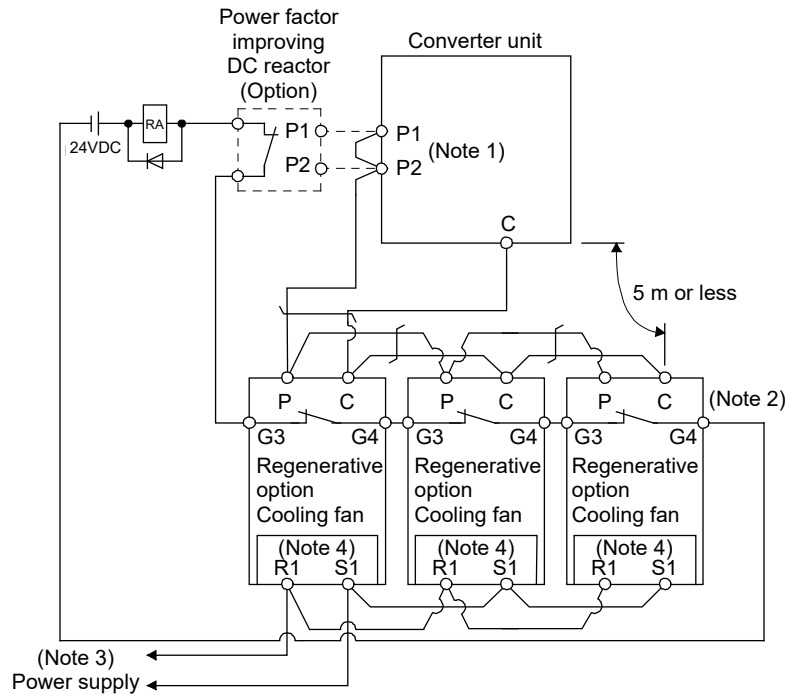 Power factor
improving
DC reactor
(Option)
Converter unit
RA
24VDC
P1
P2
P1
P2
(Note 1)
C
5 m or less
P
C
P
C
P
C
(Note 2)
G3
G4
G3
G4
G3
G4
Regenerative
option
Cooling fan
Regenerative
option
Cooling fan
Regenerative
option
Cooling fan
(Note 4)
R1
S1
(Note 4)
R1
S1
(Note 4)
R1
S1
(Note 3)
Power supply